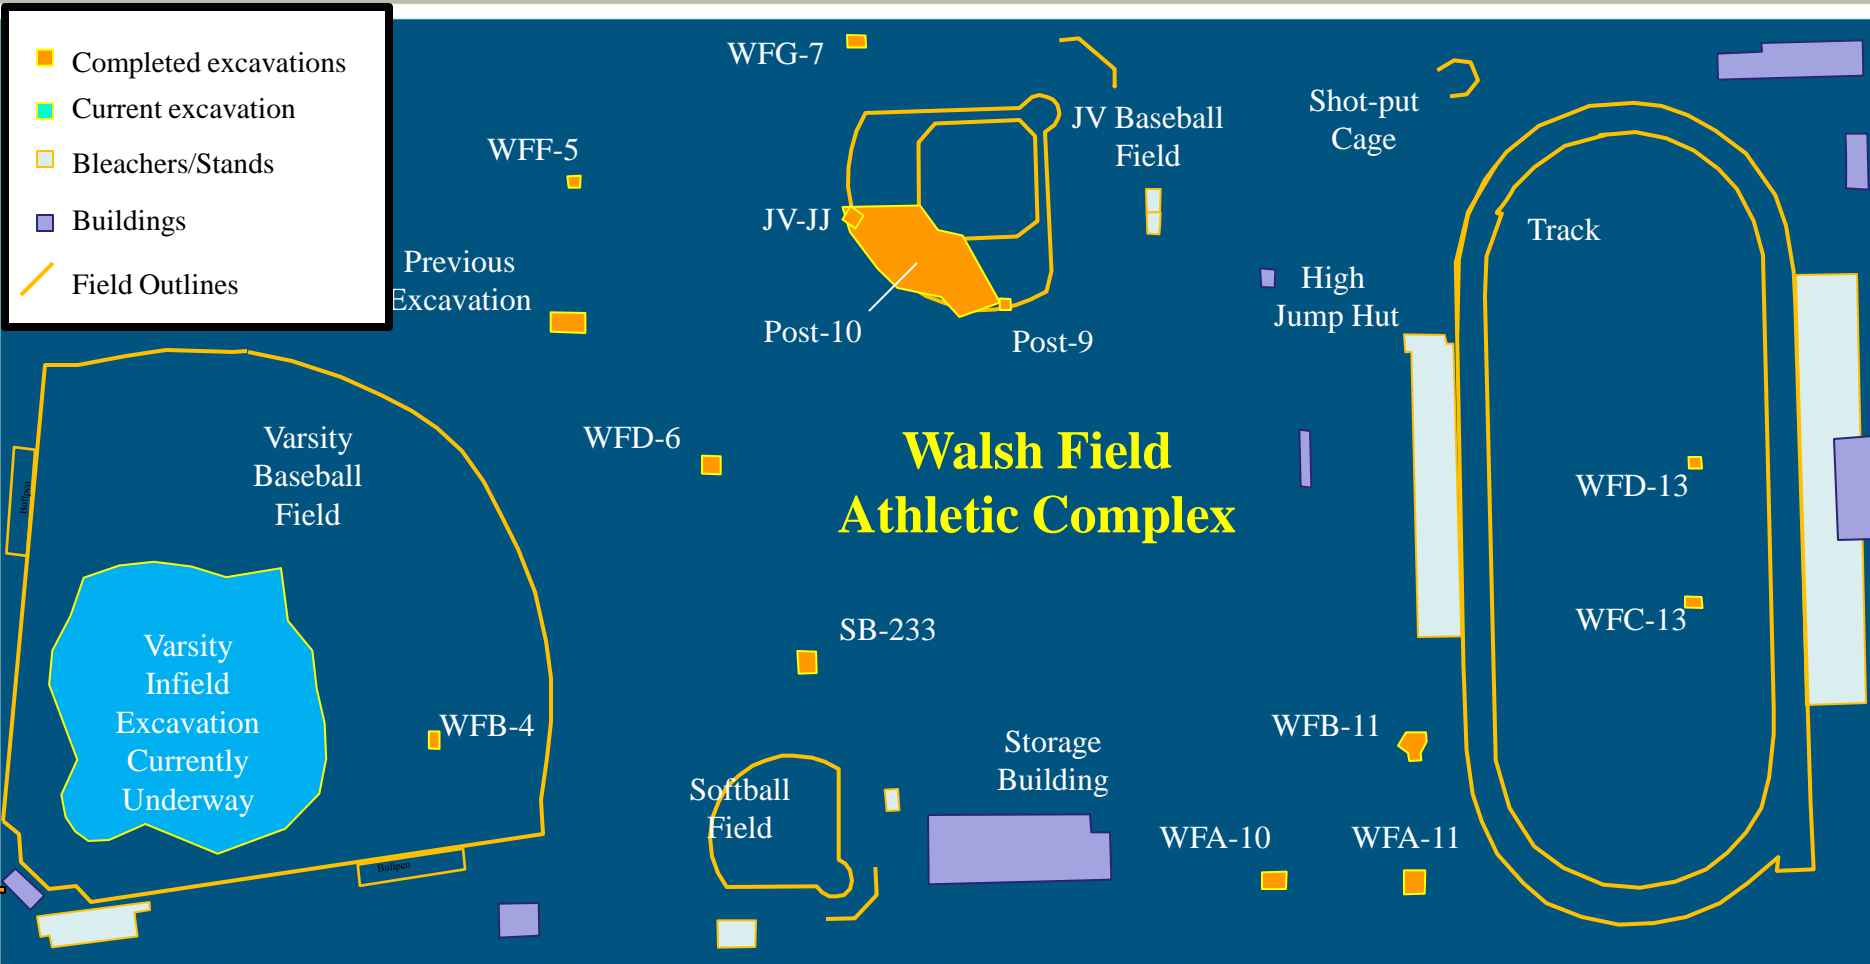 Completed excavations
Current excavation
Bleachers/Stands
Buildings
Field Outlines
WFG-7
WFF-5
JV Baseball
Field
Shot-put
Cage
JV-JJ
Track
Previous
Excavation
High
Jump Hut
Post-10
Post-9
Varsity
Baseball
Field
WFD-6
Walsh Field
Athletic Complex
Bullpen
WFD-13
WFC-13
SB-233
Varsity
Infield
Excavation
Currently
Underway
WFB-4
WFB-11
Storage
Building
Softball
Field
WFA-10
WFA-11
Bullpen